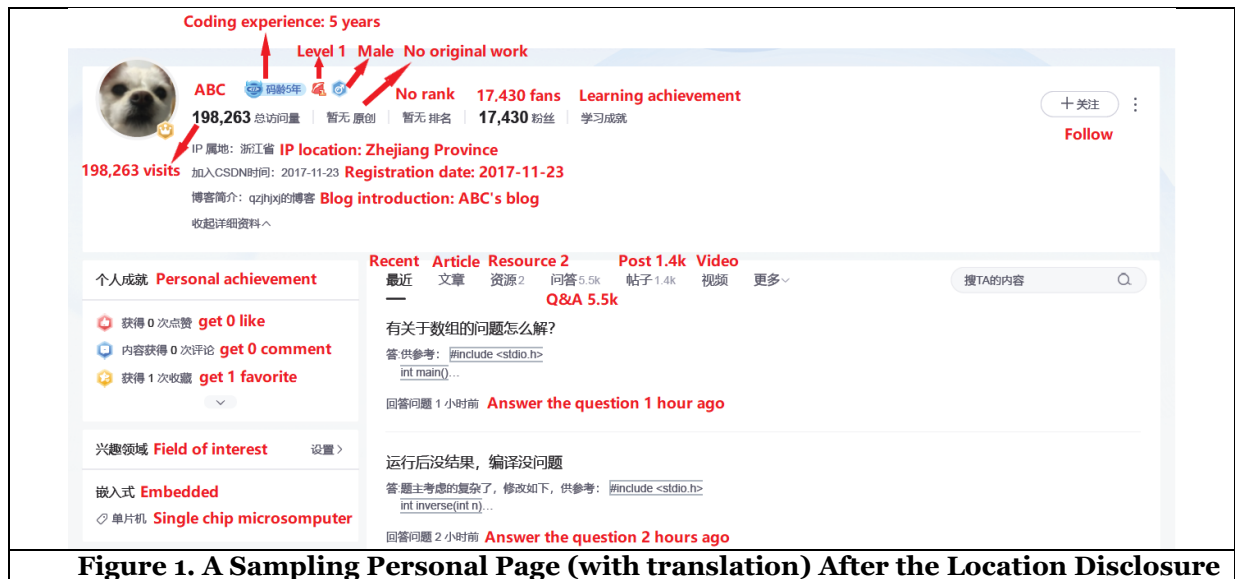 Coding experience: 5 years
Level 1 Male No original work
ABC 码龄5年
No rank 17,430 fans Learning achievement
198,263 总访问量 暂无 原创 暂无 排名 17,430 粉丝 学习成就
十关注
Follow
IP 属地：浙江省 IP location: Zhejiang Province
198,263 visits 加入CSDN时间：2017-11-23 Registration date: 2017-11-23
博客简介：qzjhjxj的博客 Blog introduction: ABC's blog
收起详细资料
Recent Article Resource 2 Post 1.4k Video
个人成就 Personal achievement 最近 文章 资源2 问答5.5k 帖子1.4k 视频 更多 搜TA的内容
Q&A 5.5k
获得 0 次点赞 get 0 like
内容获得 0 次评论 get 0 comment
获得 1 次收藏 get 1 favorite
有关于数组的问题怎么解?
答:供参考： #include <stdio.h>
int main()...
回答问题 1 小时前 Answer the question 1 hour ago
兴趣领域 Field of interest 设置
嵌入式 Embedded
单片机 Single chip microsomputer
运行后没结果，编译没问题
答:题主考虑的复杂了，修改如下，供参考： #include <stdio.h>
int inverse(int n)...
回答问题 2 小时前 Answer the question 2 hours ago
Figure 1. A Sampling Personal Page (with translation) After the Location Disclosure